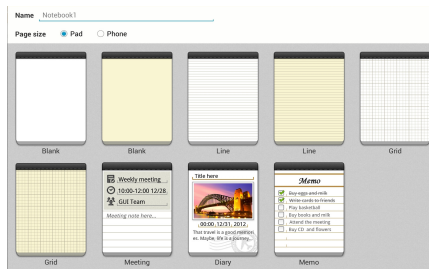 Name Notebook1
Page size Pad Phone
Blank
Blank
Line
Line
Grid
Grid
Weekly meeting
10:00-12:00 12/28
GUI Team
Meeting note here...
Meeting
Title here
00:00, 12/31, 2012
That travel is a good memori
es. Maybe, life is a journey.
Diary
Memo
Buy eggs and milk
Write cards to friends
Play basketball
Buy books and milk
Attend the meeting
Buy CD and flowers
Memo